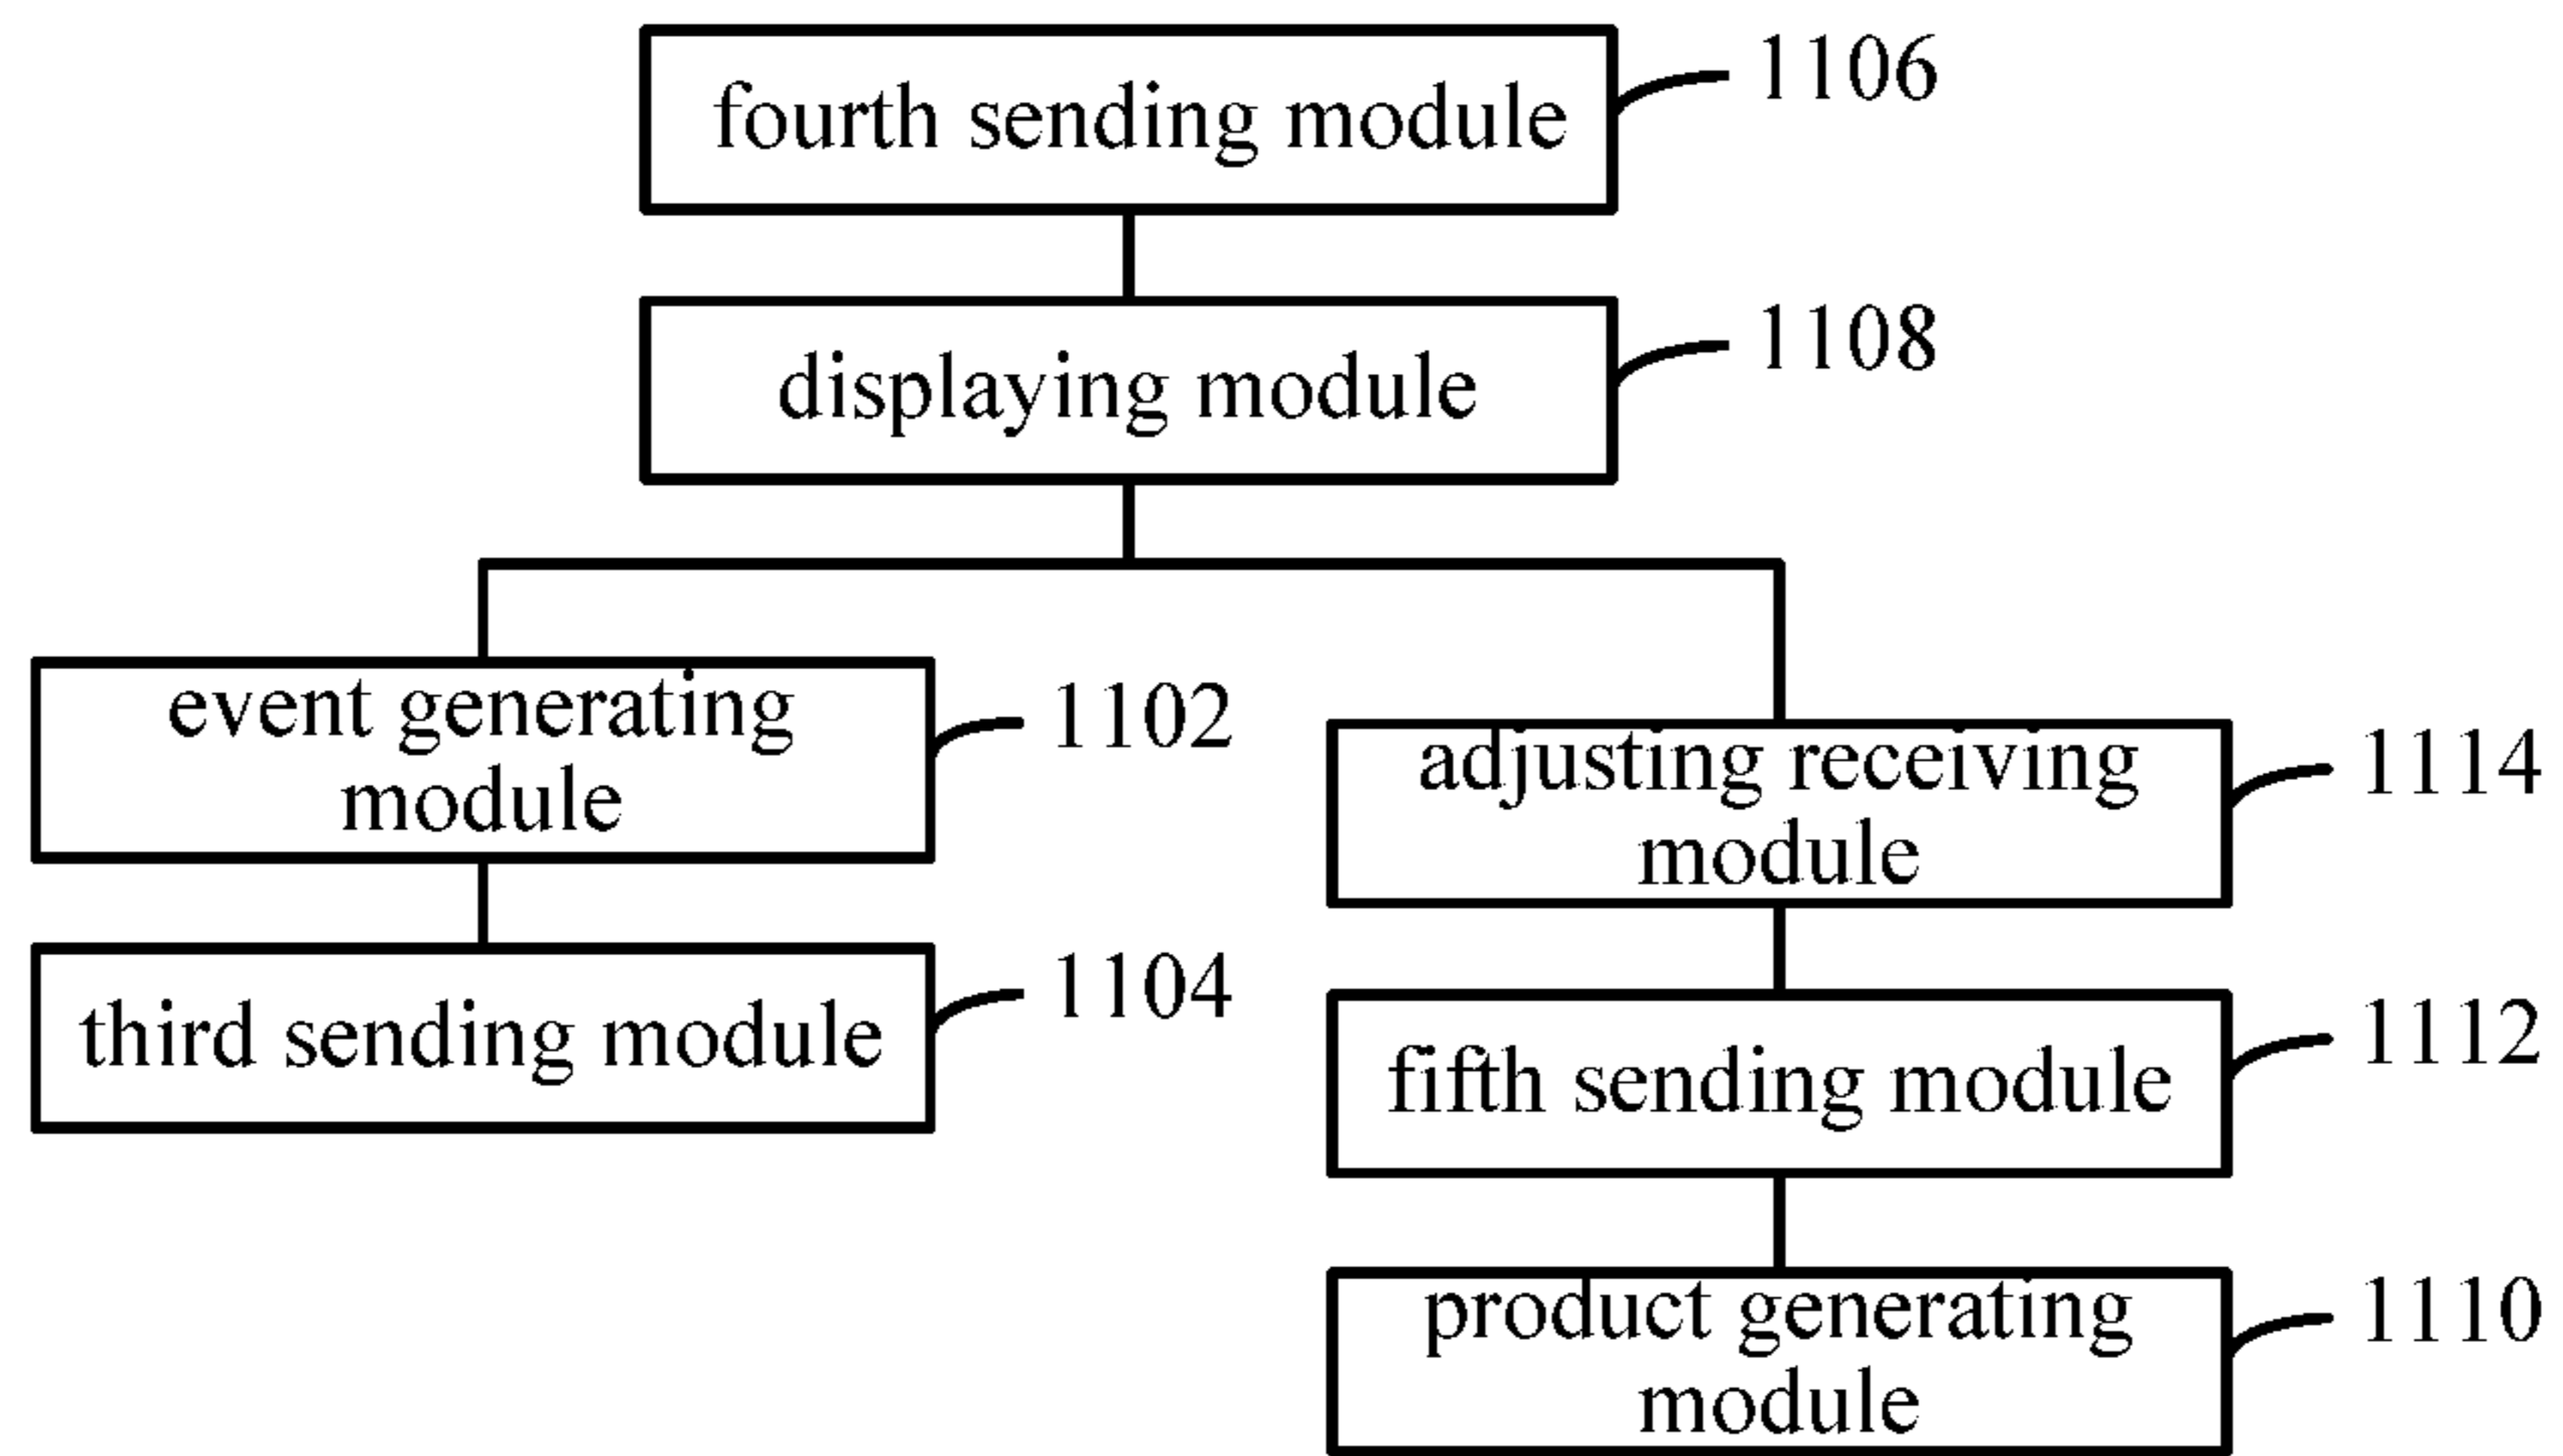 fourth sending module
1106
displaying module
1108
event generating
module
1102
adjusting receiving
module
1114
third sending module
1104
fifth sending module
1112
product generating
module
1110